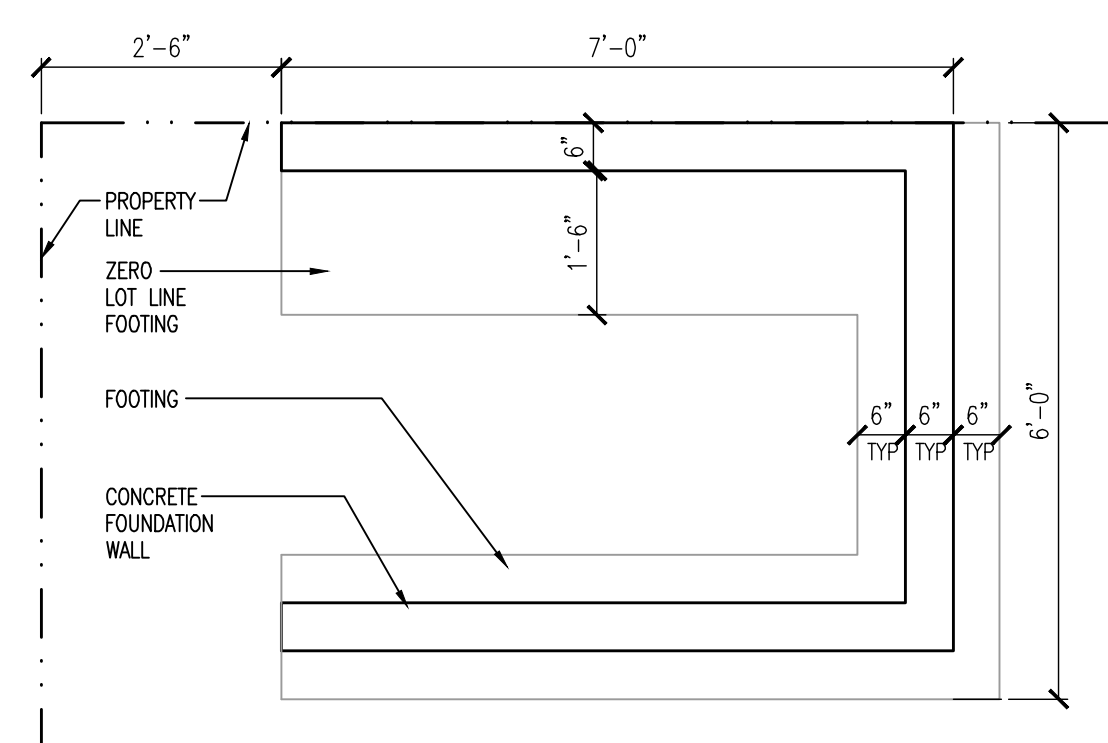 2'-6"
7'-0"
6"
PROPERTY
LINE
1'-6"
ZERO
LOT LINE
FOOTING
FOOTING
6" 6" 6"
TYP TYP TYP
6'-0"
CONCRETE
FOUNDATION
WALL